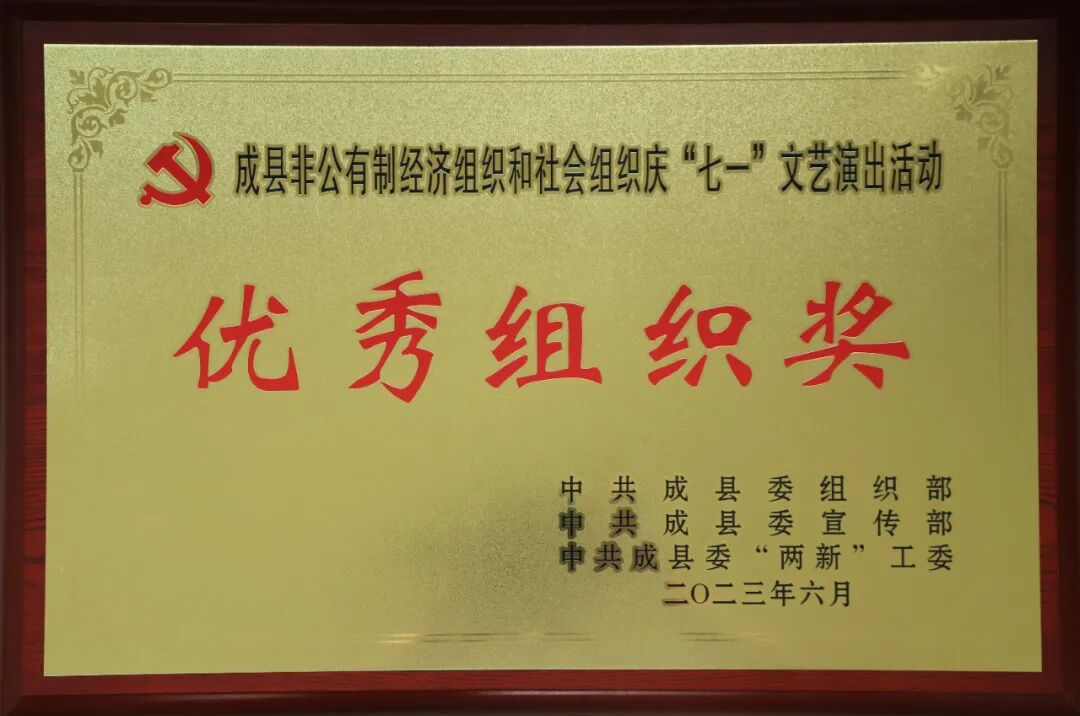 成县非公有制经济组织和社会组织庆“七一”文艺演出活动
优秀组织奖
中共成县委组织部
中共成县委宣传部
中共成县委“两新”工委
二〇二三年六月